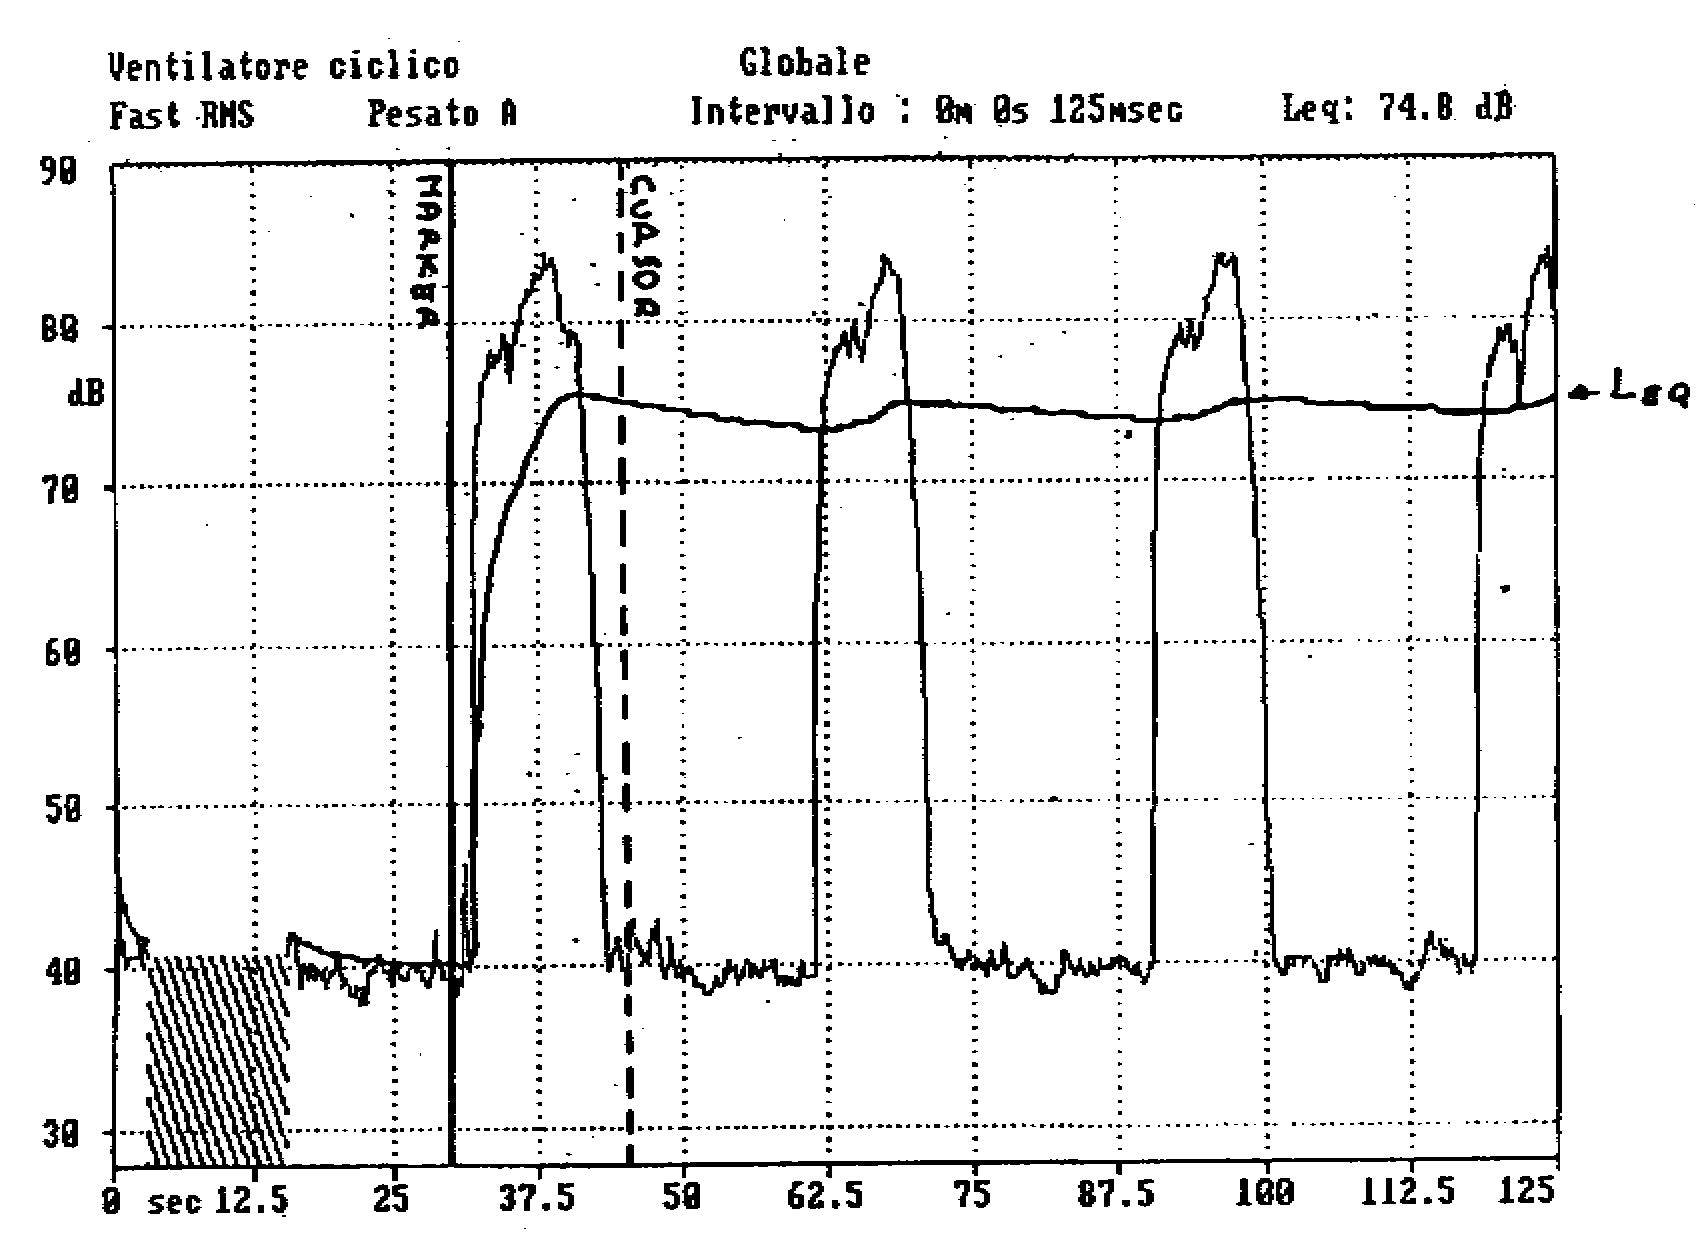 Ventilatore ciclico Globale
Fast RMS Pesato A Intervallo : 0m 0s 125msec Leq: 74.8 dB
90
80
dB
70
60
50
40
30
MARKER
CURSOR
LEQ
0 sec 12.5 25 37.5 50 62.5 75 87.5 100 112.5 125